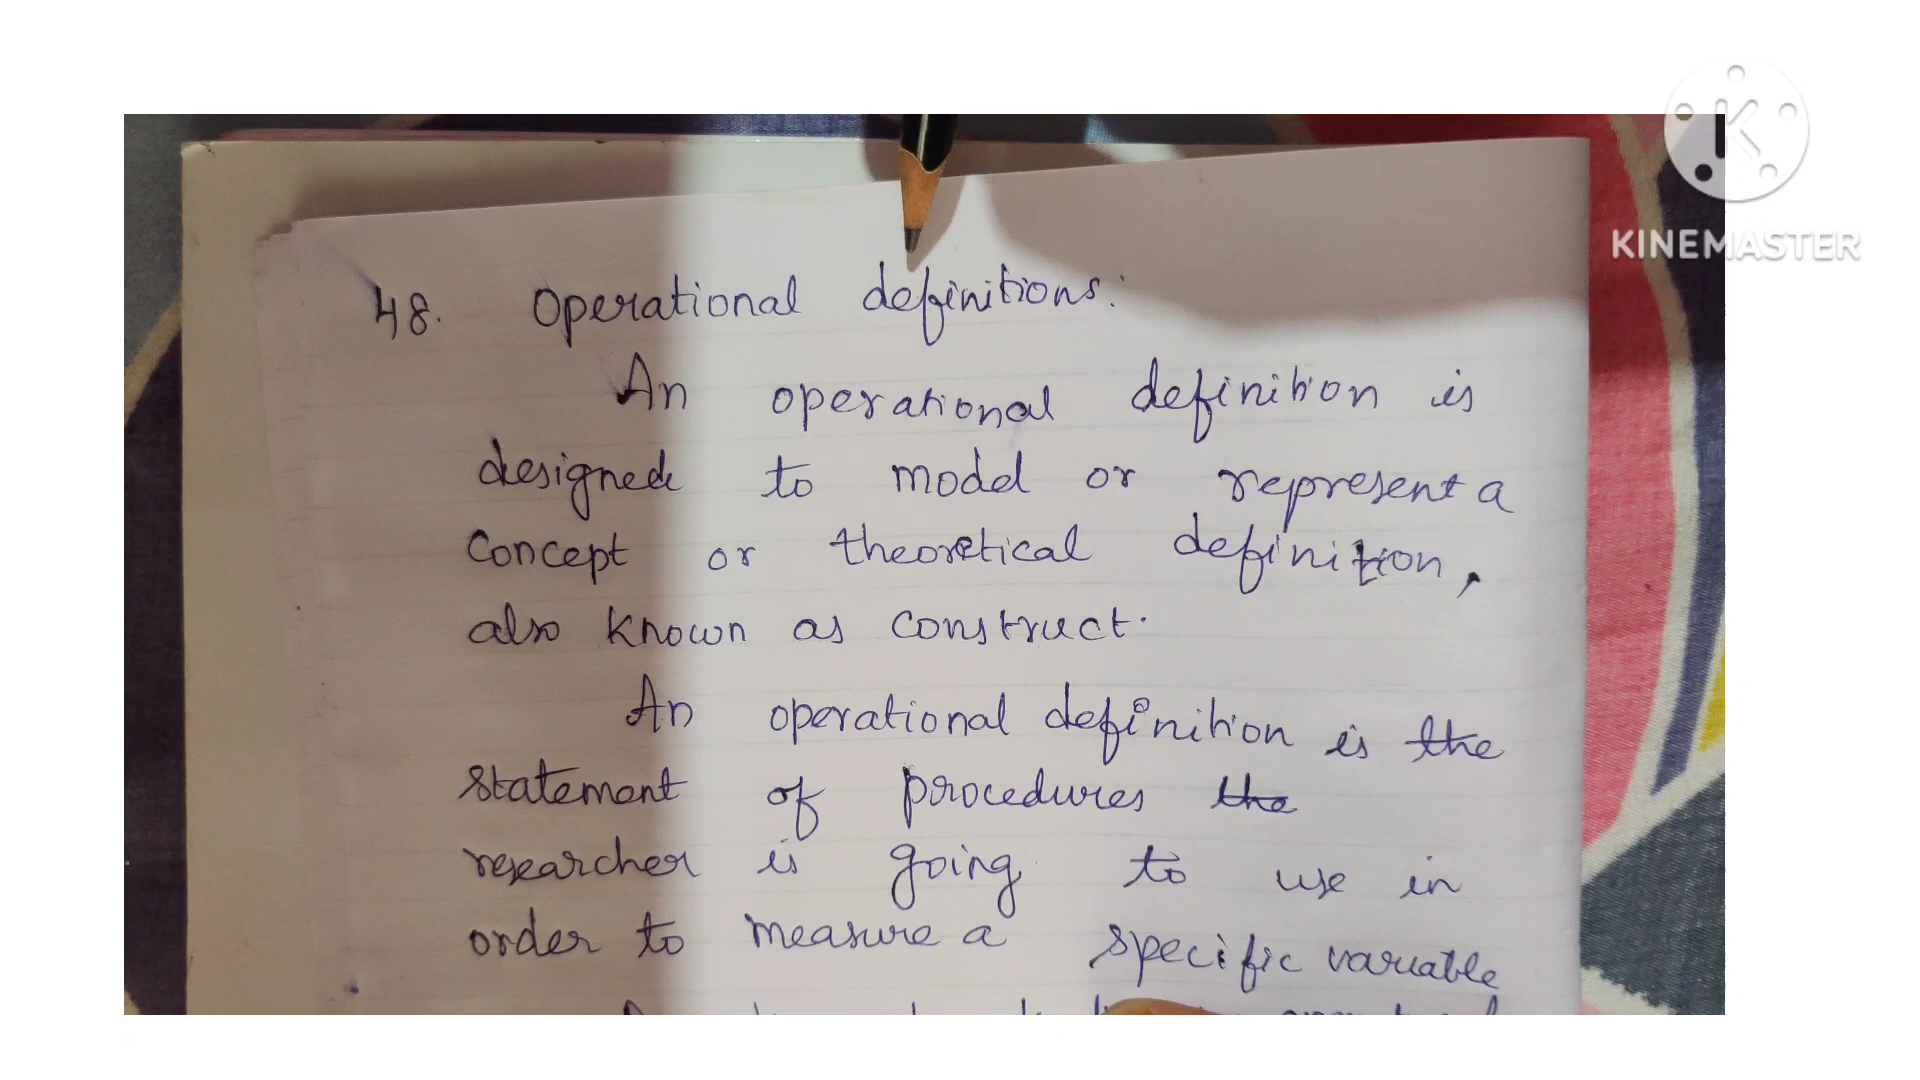 KINEMASTER
48. Operational definitions:
An operational definition is
designed to model or represent a
concept or theoretical definition,
also known as construct.
An operational definition is the
statement of procedures the
researcher is going to use in
order to measure a specific variable